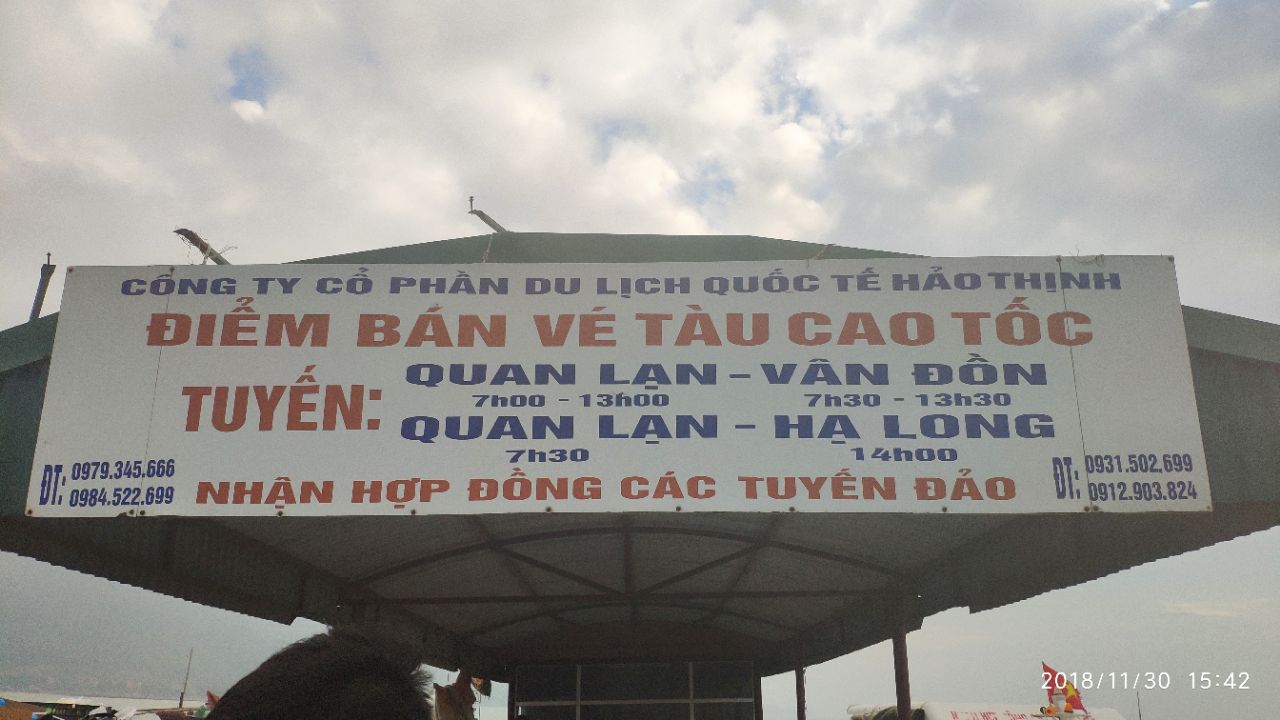 CÔNG TY CỔ PHẦN DU LỊCH QUỐC TẾ HẢO THỊNH
ĐIỂM BÁN VÉ TÀU CAO TỐC
TUYẾN:
QUAN LẠN - VÂN ĐỒN
7h00 - 13h00 7h30 - 13h30
QUAN LẠN - HẠ LONG
7h30 14h00
ĐT: 0979.345.666
0984.522.699
NHẬN HỢP ĐỒNG CÁC TUYẾN ĐẢO
ĐT: 0931.502.699
0912.903.824
2018/11/30 15:42